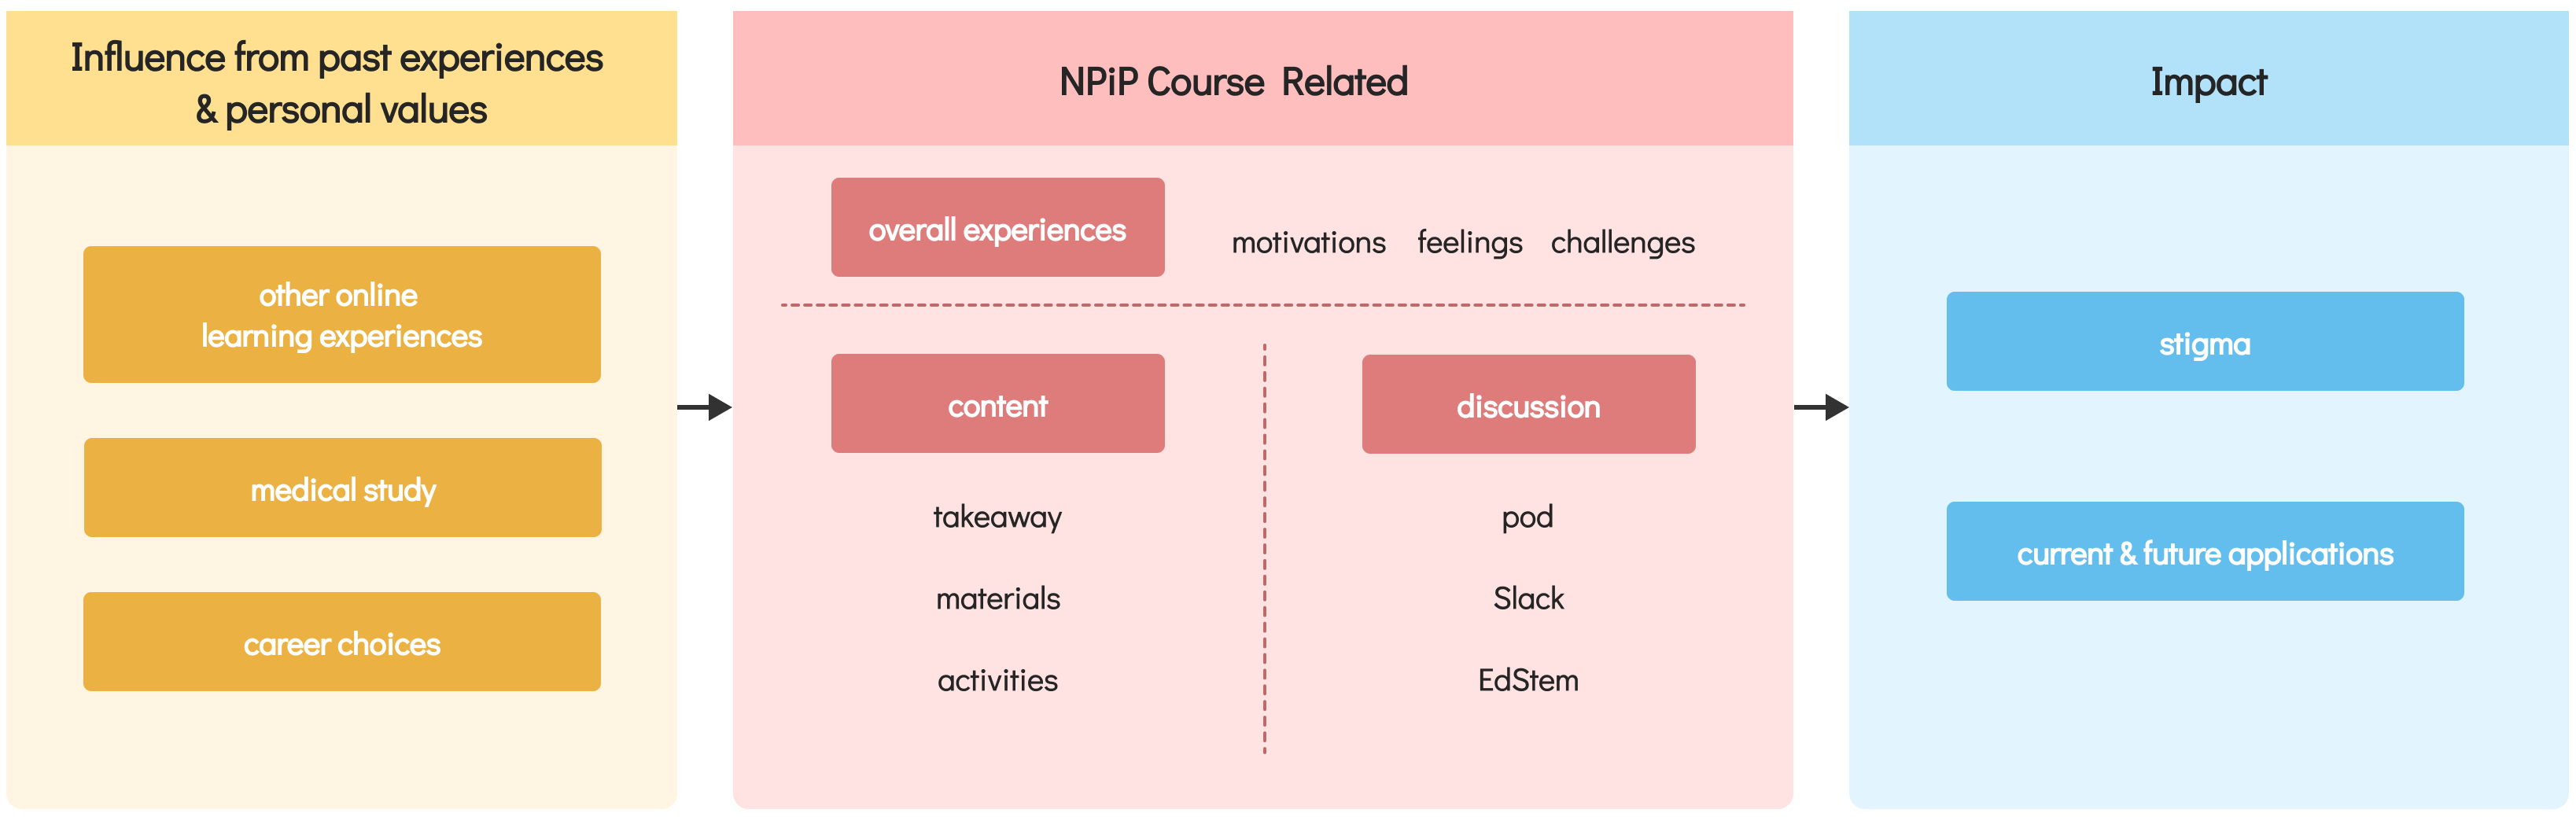 Influence from past experiences
& personal values
other online
learning experiences
medical study
career choices
NPiP Course Related
overall experiences
motivations feelings challenges
content
takeaway
materials
activities
discussion
pod
Slack
EdStem
Impact
stigma
current & future applications